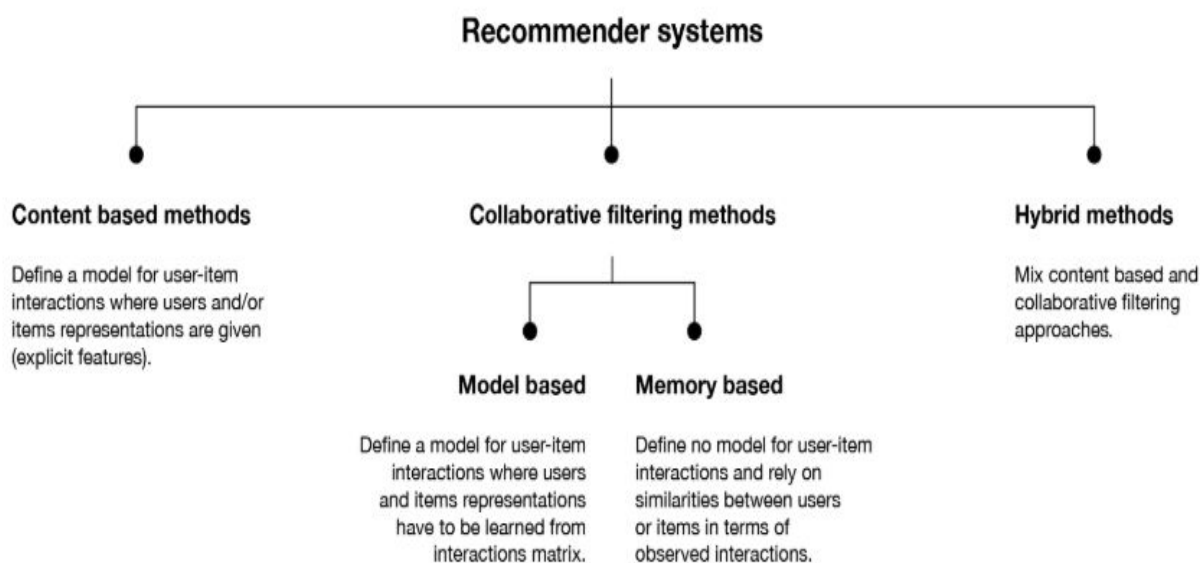 Recommender systems
Content based methods
Define a model for user-item
interactions where users and/or
items representations are given
(explicit features).
Collaborative filtering methods
Model based
Define a model for user-item
interactions where users
and items representations
have to be learned from
interactions matrix.
Memory based
Define no model for user-item
interactions and rely on
similarities between users
or items in terms of
observed interactions.
Hybrid methods
Mix content based and
collaborative filtering
approaches.